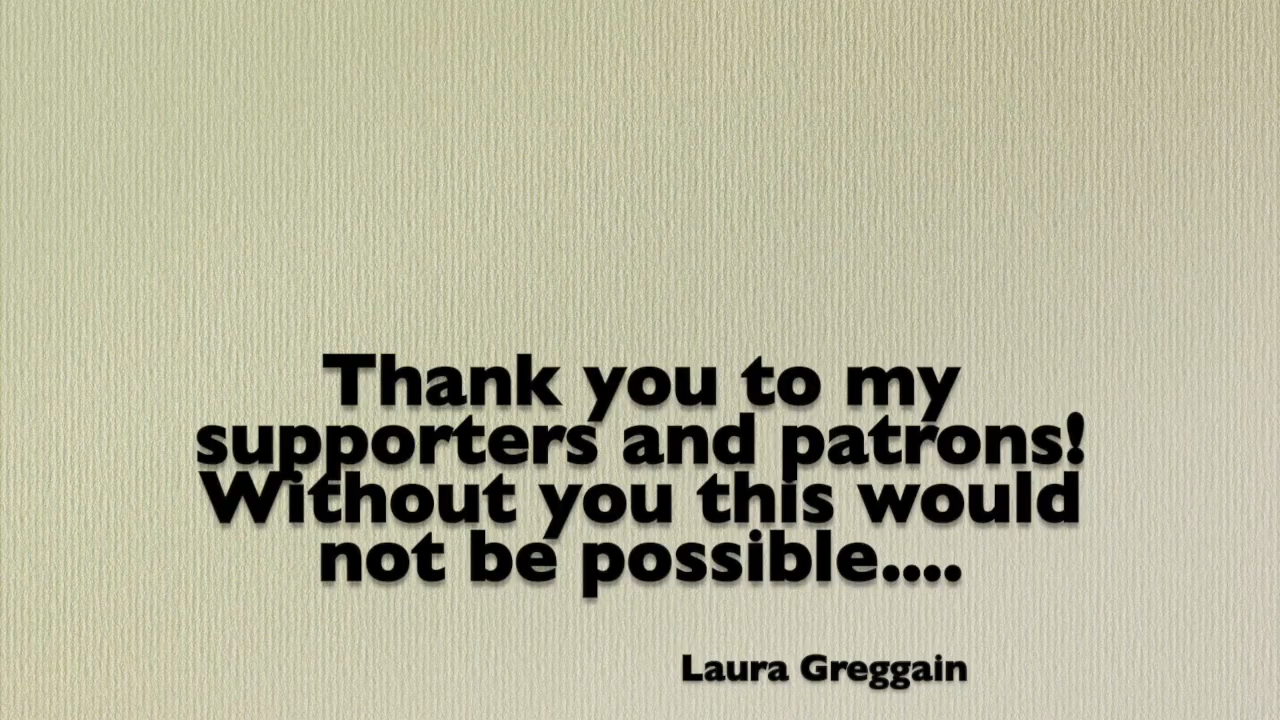 Thank you to my
supporters and patrons!
Without you this would
not be possible....
Laura Greggain